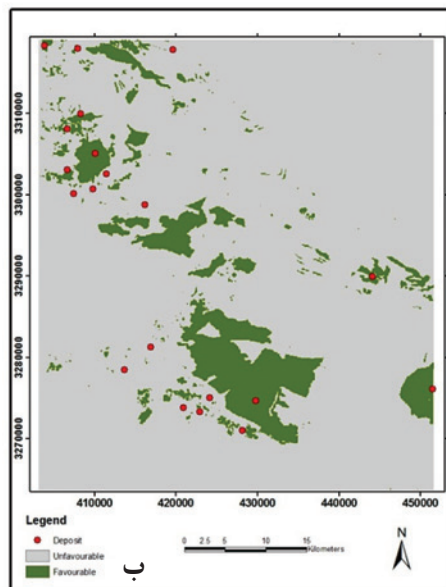 3310000
3300000
3290000
3280000
3270000
410000 420000 430000 440000 450000
Legend
Deposit
Unfavourable
Favourable
ب
0 2.5 5 10 15
Kilometers
N